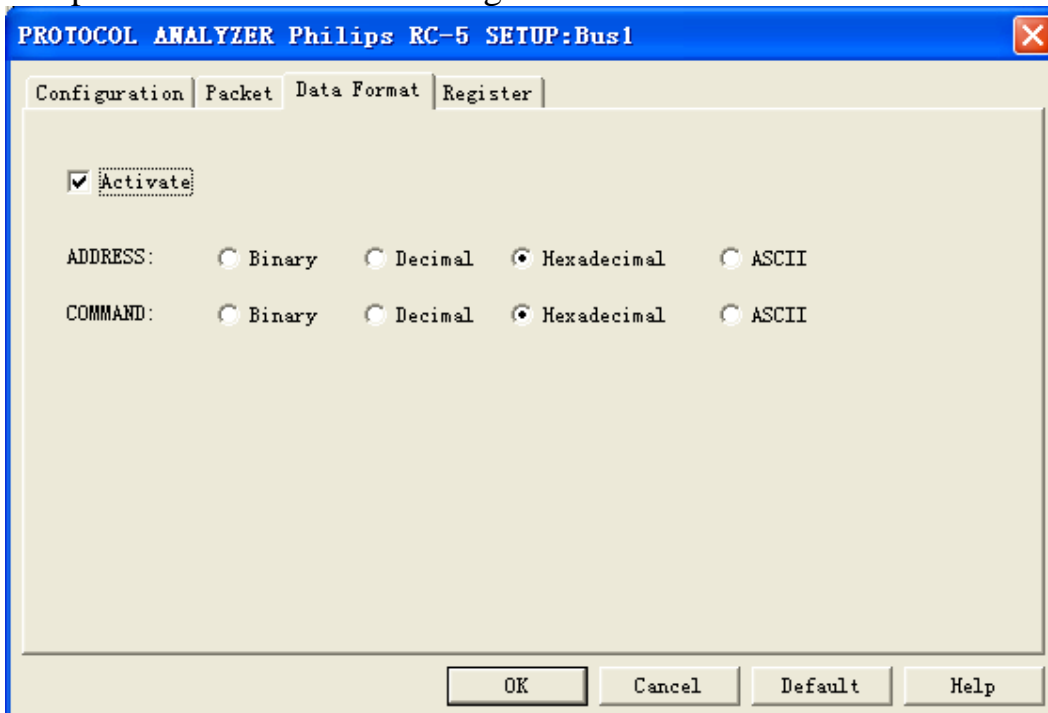 PROTOCOL ANALYZER Philips RC-5 SETUP:Bus1
Configuration Packet Data Format Register
Activate
ADDRESS: Binary Decimal Hexadecimal ASCII
COMMAND: Binary Decimal Hexadecimal ASCII
OK Cancel Default Help